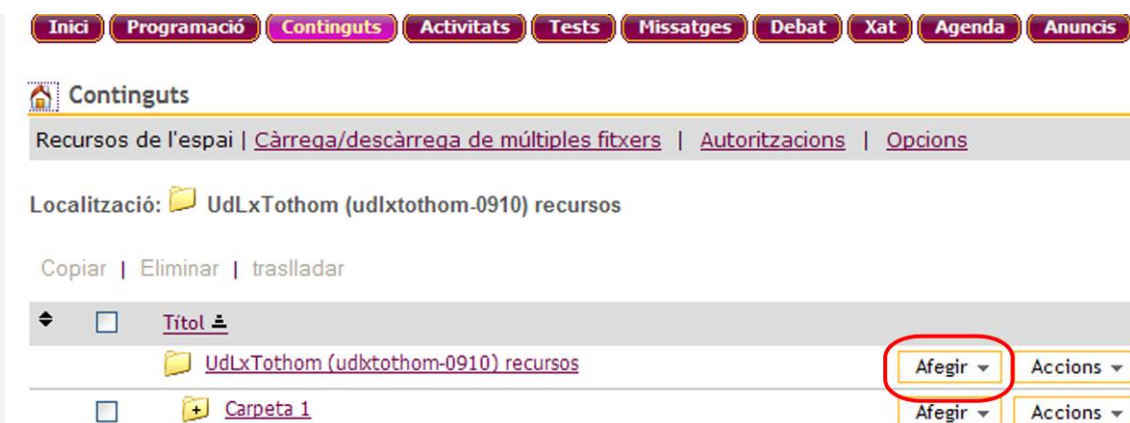 Inici Programació Continguts Activitats Tests Missatges Debat Xat Agenda Anuncis
Continguts
Recursos de l'espai | Càrrega/descàrrega de múltiples fitxers | Autoritzacions | Opcions
Localització: UdLxTothom (udlxtothom-0910) recursos
Copiar | Eliminar | traslladar
Títol
UdLxTothom (udlxtothom-0910) recursos Afegir Accions
Carpeta 1 Afegir Accions